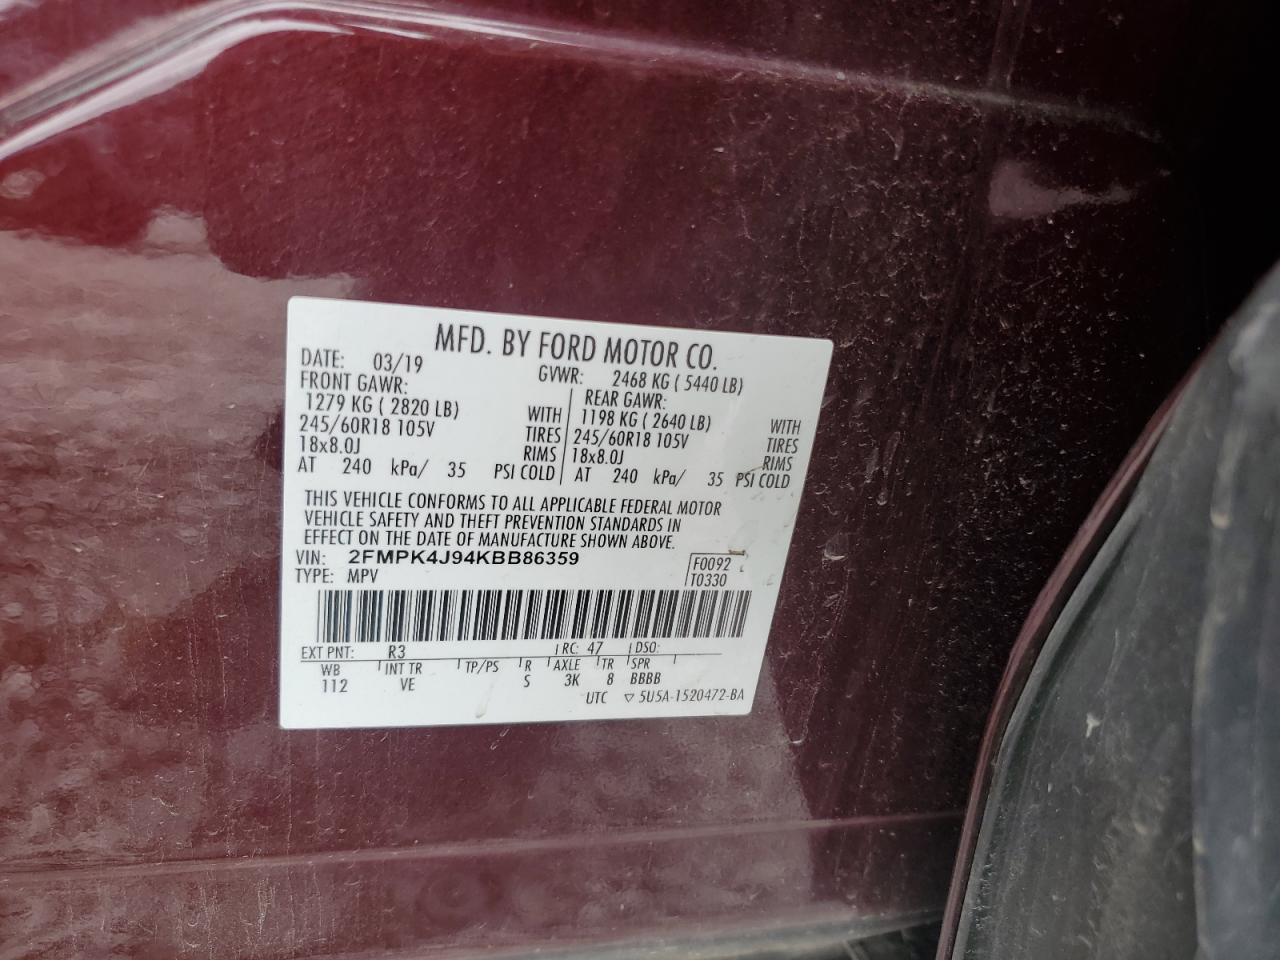 MFD. BY FORD MOTOR CO.
DATE: 03/19 GVWR: 2468 KG ( 5440 LB)
FRONT GAWR: REAR GAWR:
1279 KG ( 2820 LB) WITH 1198 KG ( 2640 LB) WITH
245/60R18 105V TIRES 245/60R18 105V TIRES
18x8.0J RIMS 18x8.0J RIMS
AT 240 kPa/ 35 PSI COLD AT 240 kPa/ 35 PSI COLD
THIS VEHICLE CONFORMS TO ALL APPLICABLE FEDERAL MOTOR
VEHICLE SAFETY AND THEFT PREVENTION STANDARDS IN
EFFECT ON THE DATE OF MANUFACTURE SHOWN ABOVE.
VIN: 2FMPK4J94KBB86359 F0092
TYPE: MPV T0330
EXT PNT: R3 RC: 47 DSO:
WB INT TR TP/PS R AXLE TR SPR
112 VE S 3K 8 BBBB
UTC ▽ 5U5A-1520472-BA